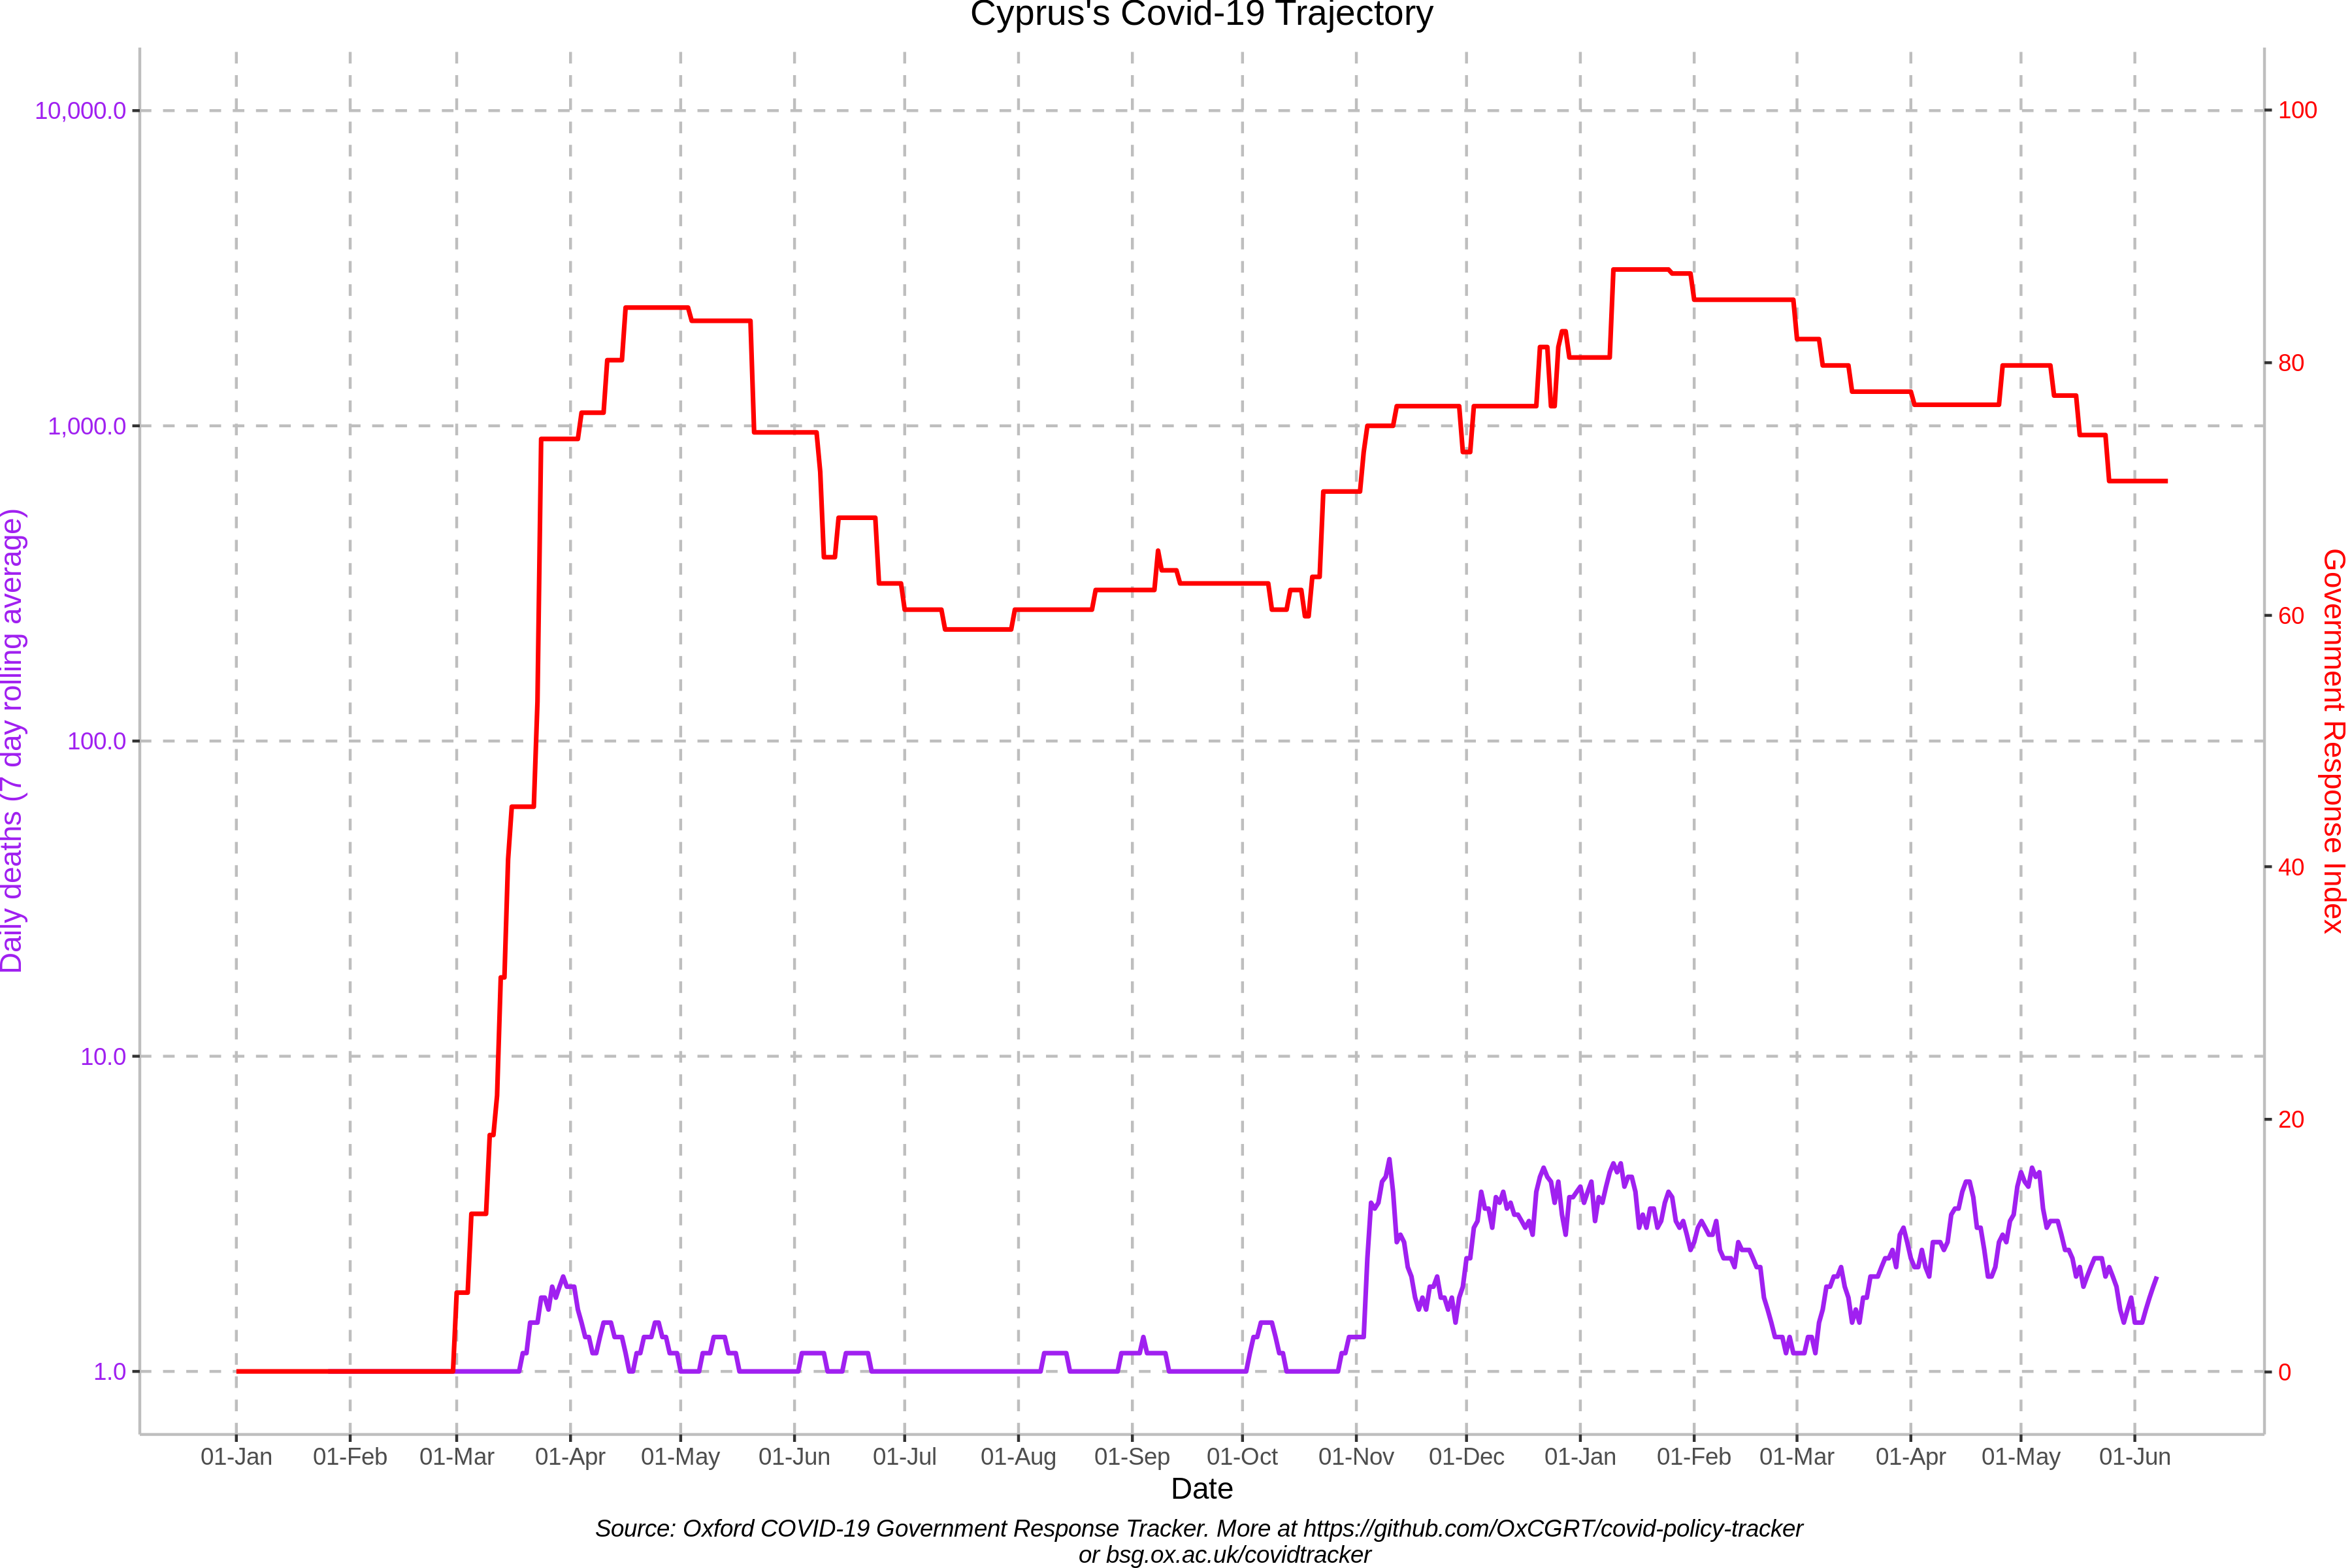 Cyprus's Covid-19 Trajectory
10,000.0
1,000.0
100.0
10.0
1.0
Daily deaths (7 day rolling average)
100
80
60
40
20
0
Government Response Index
01-Jan 01-Feb 01-Mar 01-Apr 01-May 01-Jun 01-Jul 01-Aug 01-Sep 01-Oct 01-Nov 01-Dec 01-Jan 01-Feb 01-Mar 01-Apr 01-May 01-Jun
Date
Source: Oxford COVID-19 Government Response Tracker. More at https://github.com/OxCGRT/covid-policy-tracker
or bsg.ox.ac.uk/covidtracker